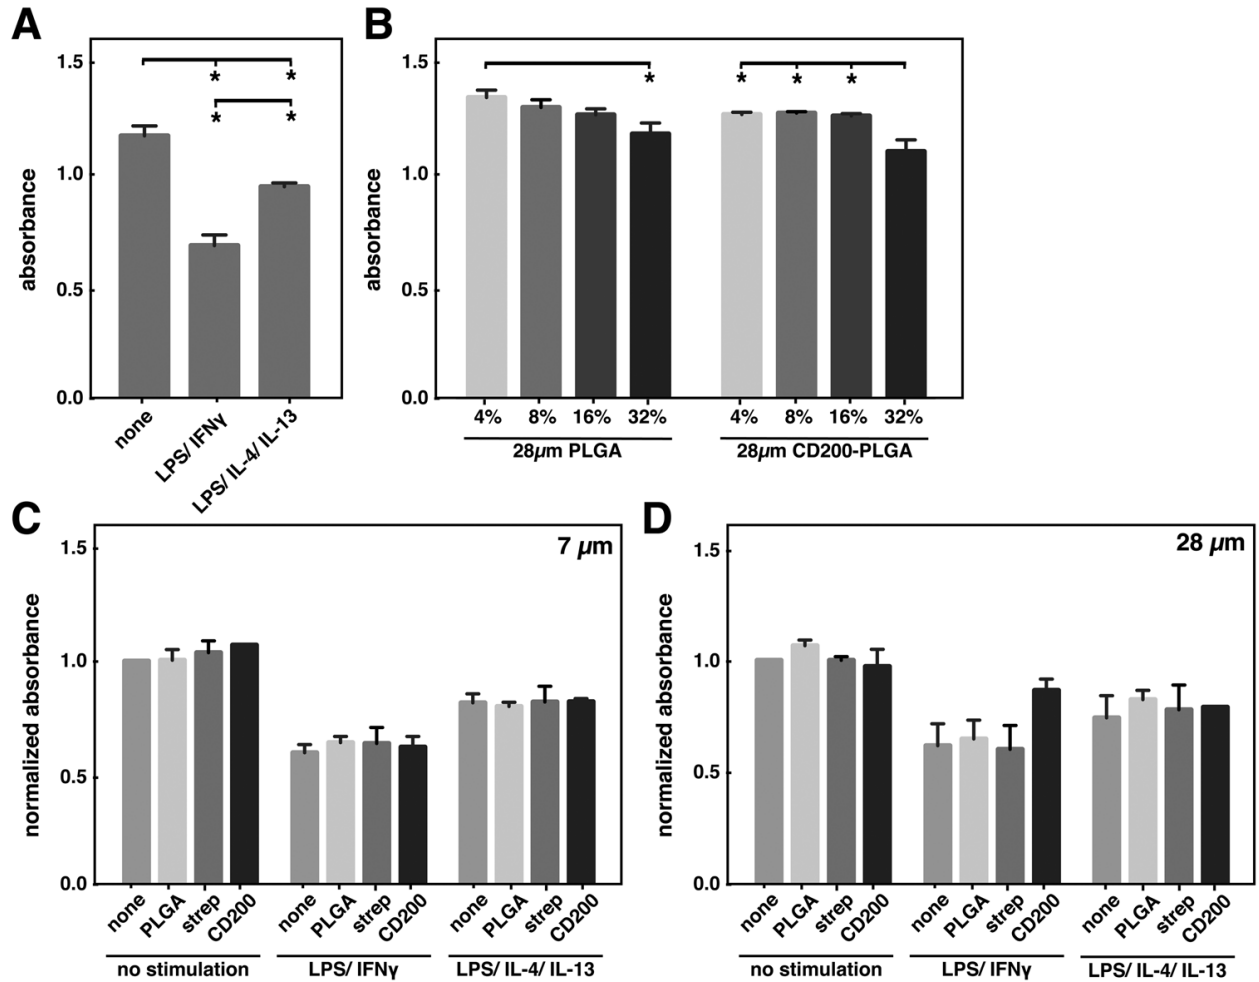 A
absorbance
1.5
1.0
0.5
0.0
* *
* *
none
LPS/ IFNγ
LPS/ IL-4/ IL-13
B
absorbance
1.5
1.0
0.5
0.0
* * * *
4% 8% 16% 32% 4% 8% 16% 32%
28µm PLGA 28µm CD200-PLGA
C
7 µm
normalized absorbance
1.5
1.0
0.5
0.0
none PLGA strep CD200 none PLGA strep CD200 none PLGA strep CD200
no stimulation LPS/ IFNγ LPS/ IL-4/ IL-13
D
28 µm
normalized absorbance
1.5
1.0
0.5
0.0
none PLGA strep CD200 none PLGA strep CD200 none PLGA strep CD200
no stimulation LPS/ IFNγ LPS/ IL-4/ IL-13